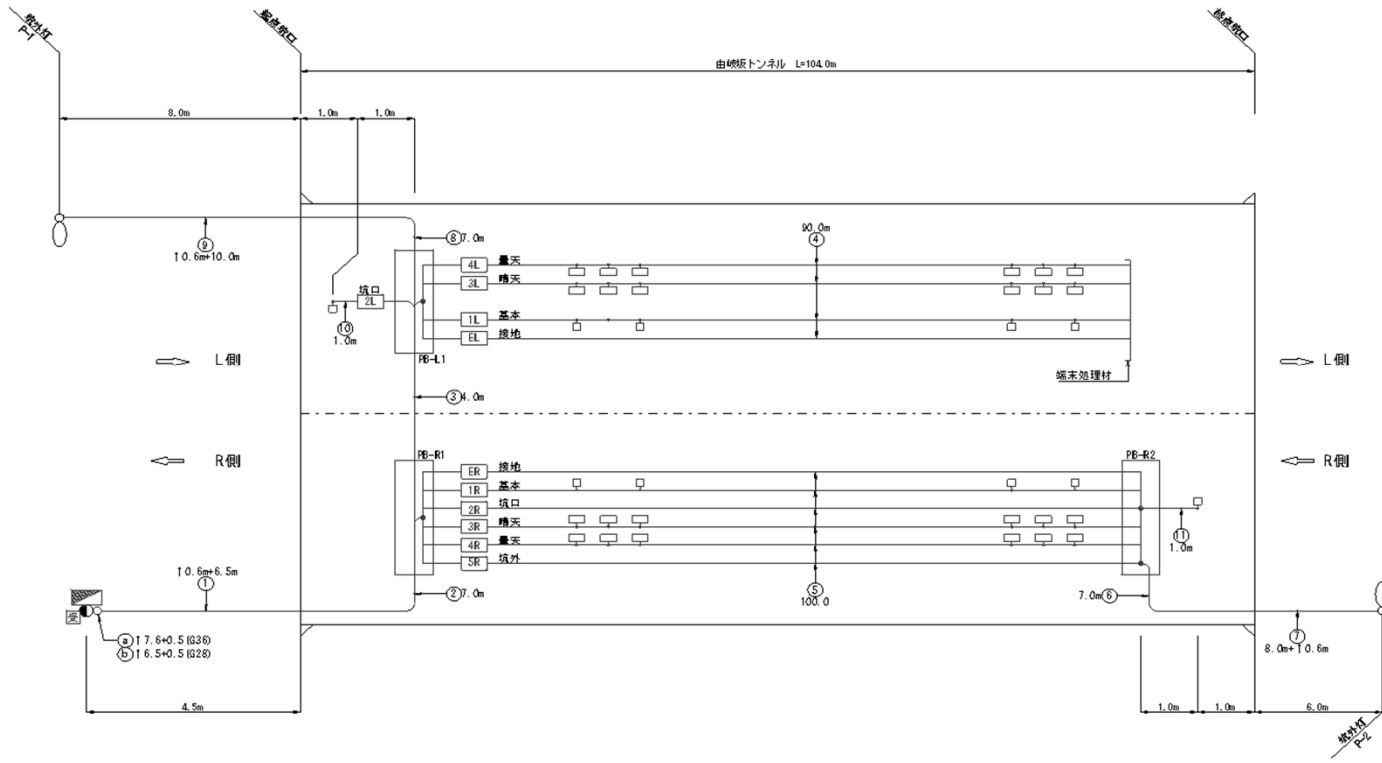 坑外灯
P-1
起点坑口
終点坑口
由岐坂トンネル L=104.0m
8.0m
1.0m
1.0m
⑨
↑0.6m+10.0m
⑧7.0m
90.0m
④
4L 曇天
3L 晴天
坑口
2L
⑩
1.0m
1L 基本
EL 接地
PB-L1
端末処理材
L側
L側
③4.0m
R側
R側
PB-R1
PB-R2
ER 接地
1R 基本
2R 坑口
3R 晴天
4R 曇天
5R 坑外
⑪
1.0m
⑤
100.0
↑0.6m+6.5m
①
②7.0m
7.0m⑥
⑦
8.0m+↑0.6m
受
ⓐ↑7.6+0.5(G36)
ⓑ↑6.5+0.5(G28)
4.5m
1.0m
1.0m
6.0m
坑外灯
P-2